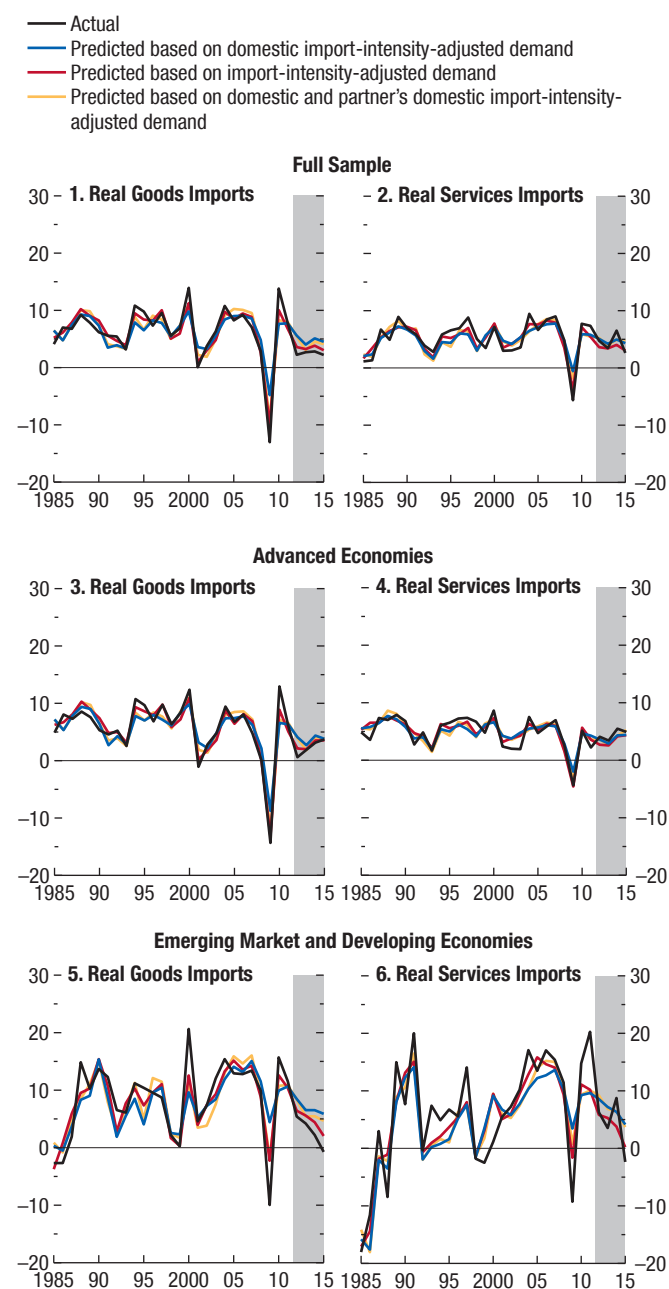 Actual
Predicted based on domestic import-intensity-adjusted demand
Predicted based on import-intensity-adjusted demand
Predicted based on domestic and partner's domestic import-intensity-
adjusted demand
Full Sample
1. Real Goods Imports
2. Real Services Imports
30
20
10
0
–10
–20
30
20
10
0
–10
–20
1985 90 95 2000 05 10 15
1985 90 95 2000 05 10 15
Advanced Economies
3. Real Goods Imports
4. Real Services Imports
30
20
10
0
–10
–20
30
20
10
0
–10
–20
1985 90 95 2000 05 10 15
1985 90 95 2000 05 10 15
Emerging Market and Developing Economies
5. Real Goods Imports
6. Real Services Imports
30
20
10
0
–10
–20
30
20
10
0
–10
–20
1985 90 95 2000 05 10 15
1985 90 95 2000 05 10 15